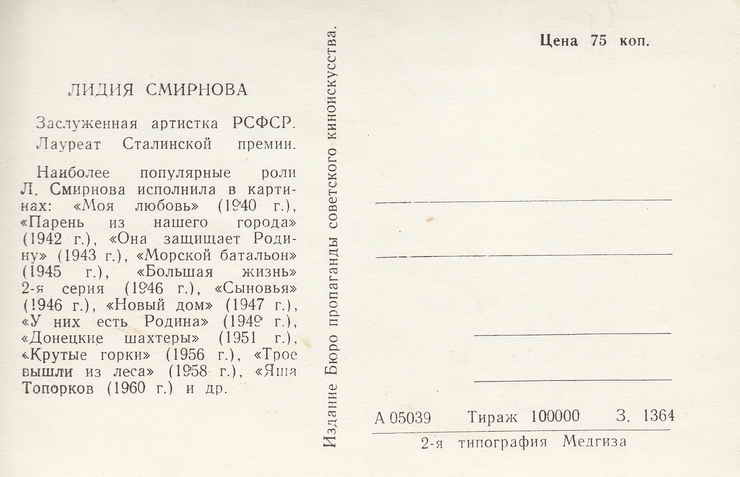 ЛИДИЯ СМИРНОВА
Заслуженная артистка РСФСР.
Лауреат Сталинской премии.
Наиболее популярные роли
Л. Смирнова исполнила в карти-
нах: «Моя любовь» (1940 г.),
«Парень из нашего города»
(1942 г.), «Она защищает Роди-
ну» (1943 г.), «Морской батальон»
(1945 г.), «Большая жизнь»
2-я серия (1946 г.), «Сыновья»
(1946 г.), «Новый дом» (1947 г.),
«У них есть Родина» (1949 г.),
«Донецкие шахтеры» (1951 г.),
«Крутые горки» (1956 г.), «Трое
вышли из леса» (1958 г.), «Яша
Топорков (1960 г.) и др.
Издание Бюро пропаганды советского киноискусства.
Цена 75 коп.
А 05039 Тираж 100000 З. 1364
2-я типография Медгиза